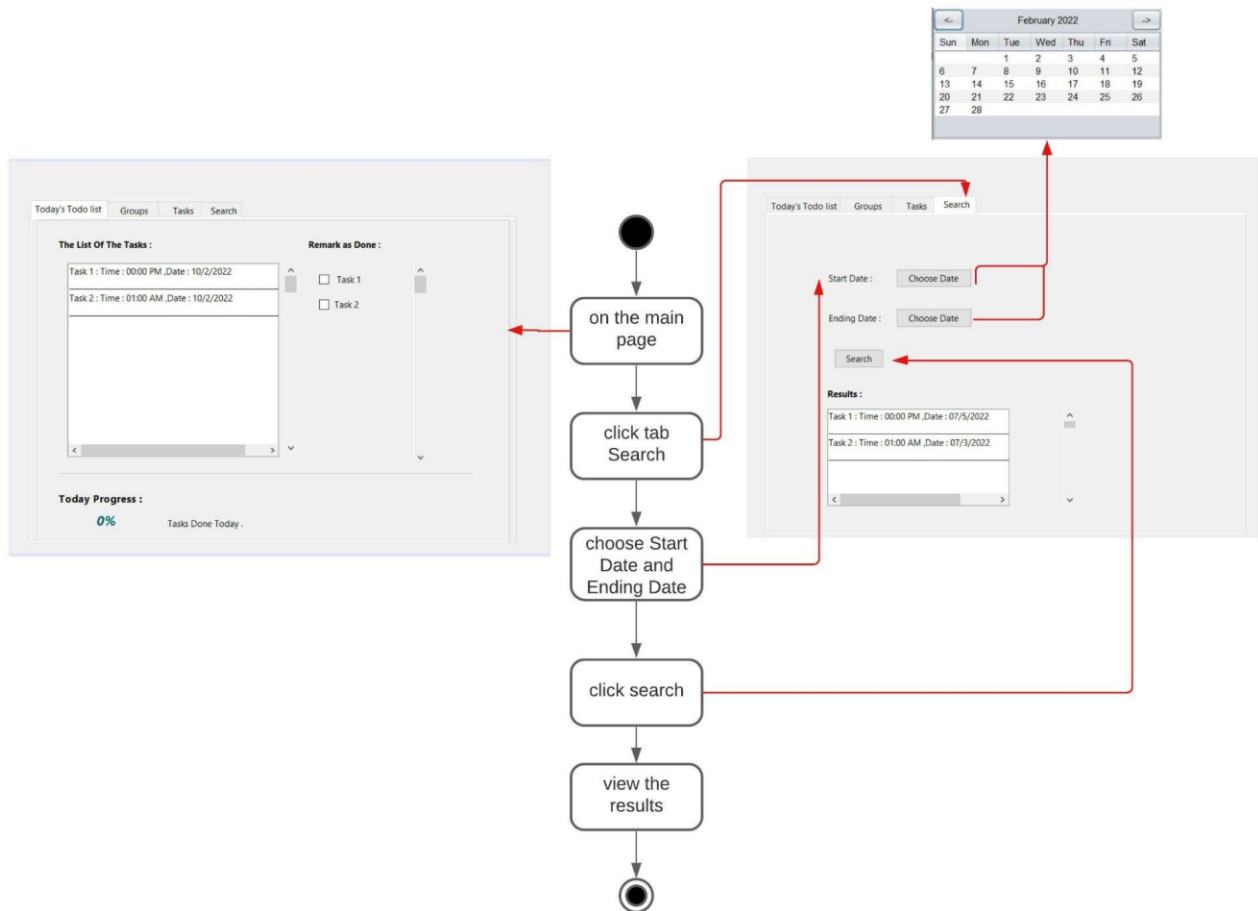 <- February 2022 ->
Sun Mon Tue Wed Thu Fri Sat
1 2 3 4 5
6 7 8 9 10 11 12
13 14 15 16 17 18 19
20 21 22 23 24 25 26
27 28
Today's Todo list Groups Tasks Search
The List Of The Tasks : Remark as Done :
Task 1 : Time : 00:00 PM ,Date : 10/2/2022
Task 1
Task 2 : Time : 01:00 AM ,Date : 10/2/2022
Task 2
Today Progress :
0% Tasks Done Today .
on the main
page
click tab
Search
choose Start
Date and
Ending Date
click search
view the
results
Today's Todo list Groups Tasks Search
Start Date : Choose Date
Ending Date : Choose Date
Search
Results :
Task 1 : Time : 00:00 PM ,Date : 07/5/2022
Task 2 : Time : 01:00 AM ,Date : 07/3/2022